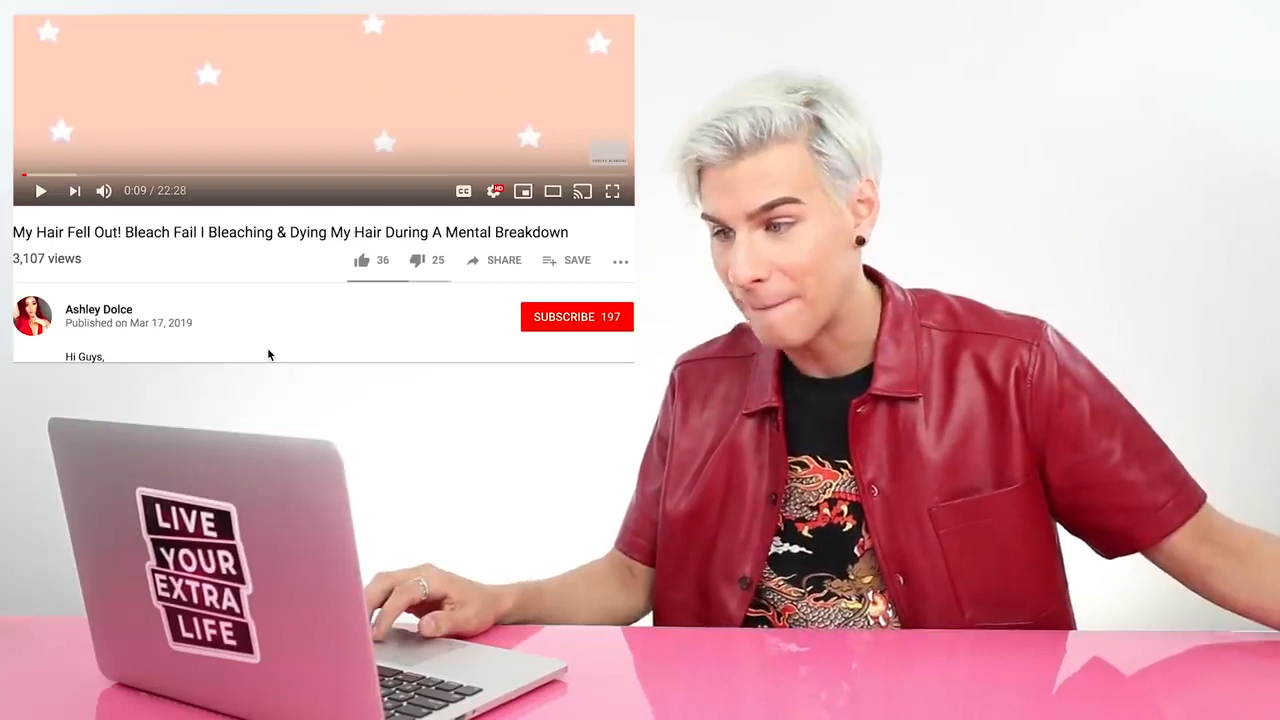 0:09 / 22:28
CC
HD
My Hair Fell Out! Bleach Fail I Bleaching & Dying My Hair During A Mental Breakdown
3,107 views
36
25
SHARE
SAVE
Ashley Dolce
Published on Mar 17, 2019
SUBSCRIBE 197
Hi Guys,
LIVE
YOUR
EXTRA
LIFE